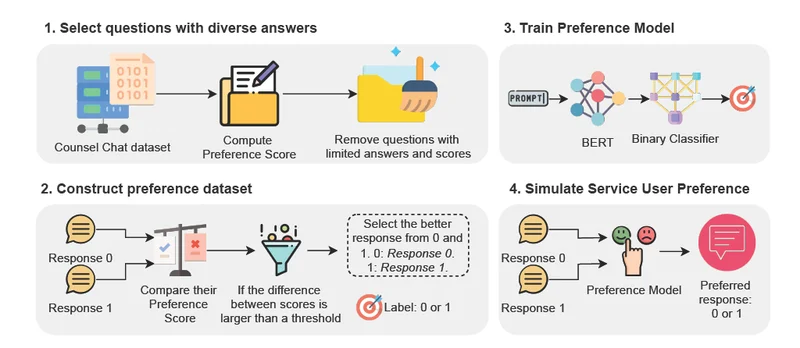 1. Select questions with diverse answers
0101
0101
0101
Counsel Chat dataset
Compute
Preference Score
Remove questions with
limited answers and scores
2. Construct preference dataset
Response 0
Response 1
Compare their
Preference
Score
If the difference
between scores is
larger than a threshold
Select the better
response from 0 and
1. 0: Response 0.
1: Response 1.
Label: 0 or 1
3. Train Preference Model
PROMPT
BERT
Binary Classifier
4. Simulate Service User Preference
Response 0
Response 1
Preference Model
Preferred
response:
0 or 1